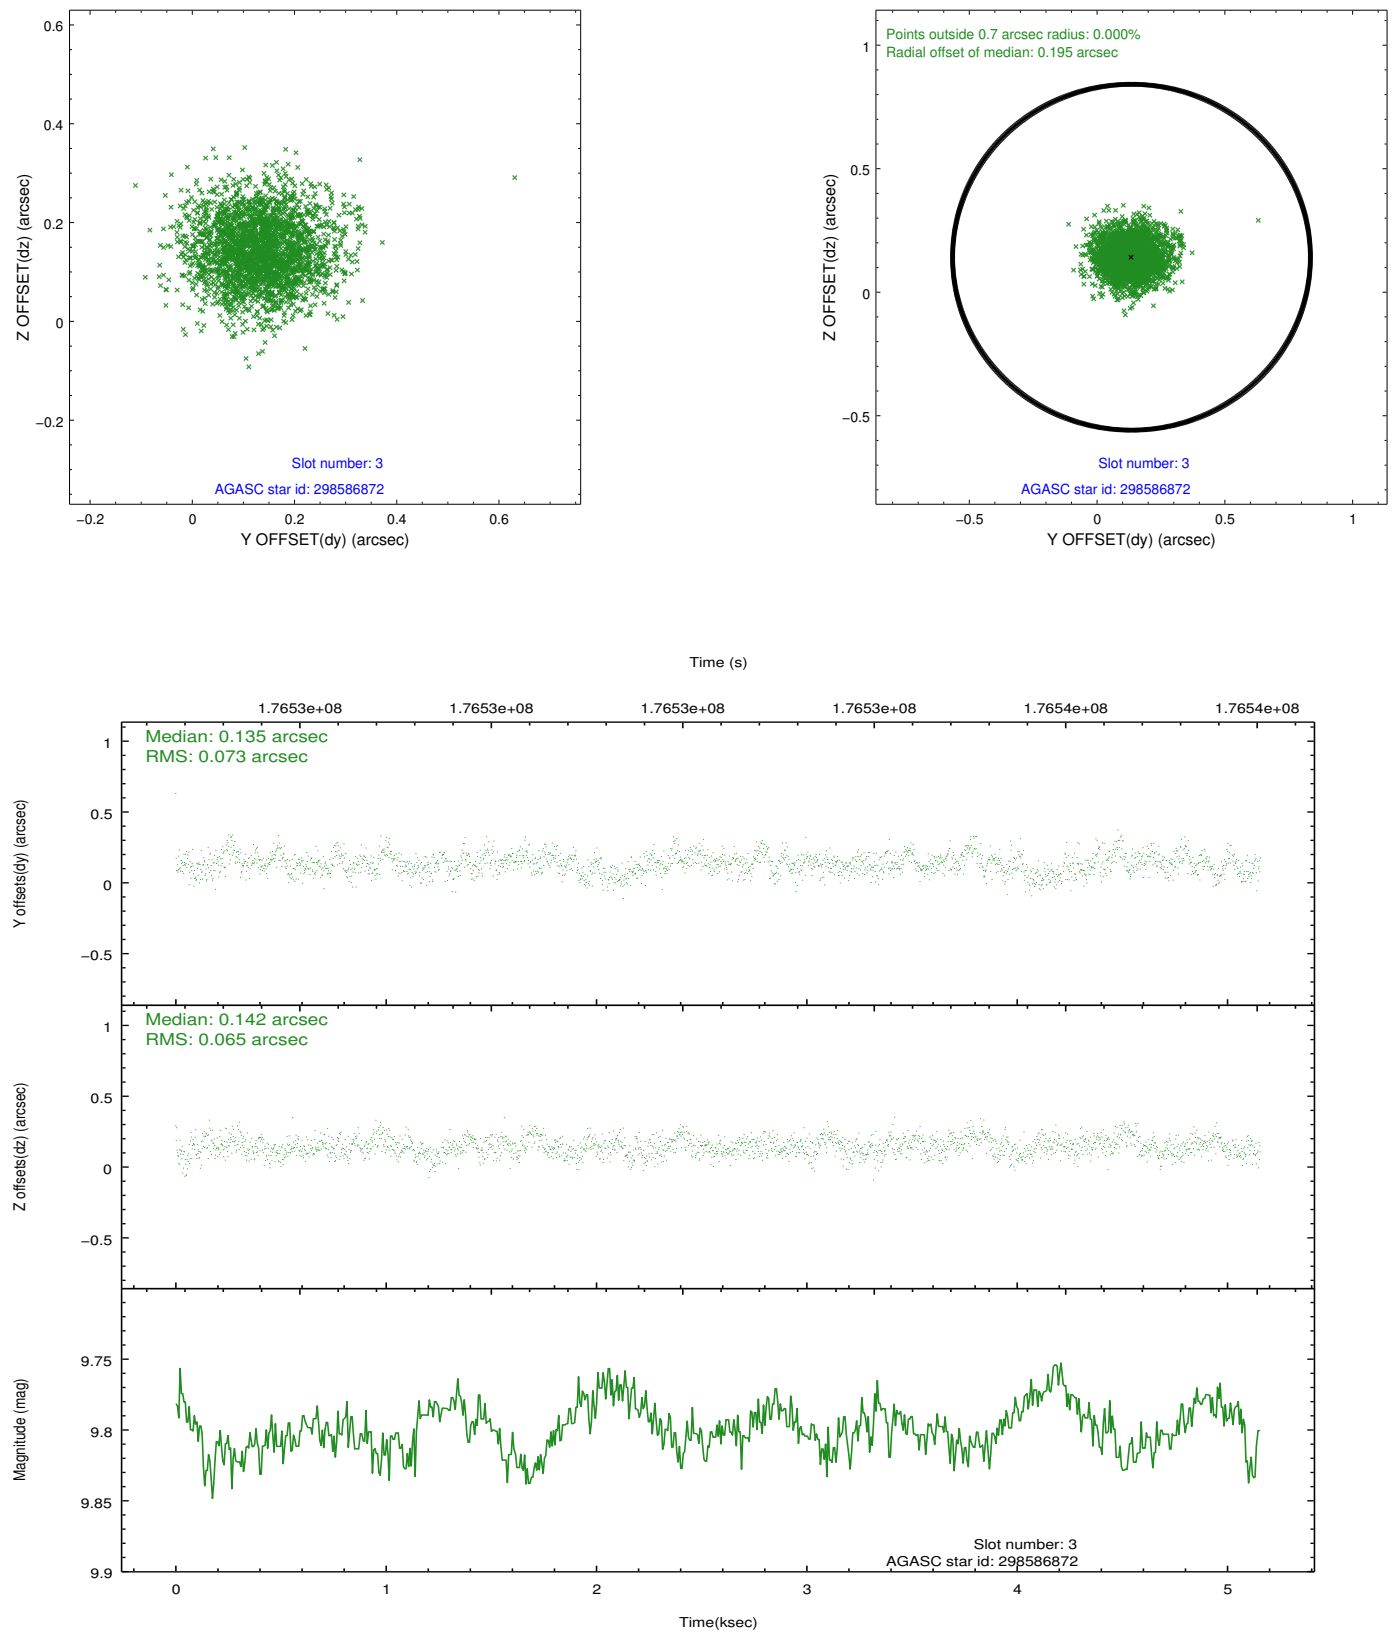 0.6
0.4
0.2
0
−0.2
Z OFFSET(dz) (arcsec)
Slot number: 3
AGASC star id: 298586872
−0.2 0 0.2 0.4 0.6
Y OFFSET(dy) (arcsec)
Points outside 0.7 arcsec radius: 0.000%
Radial offset of median: 0.195 arcsec
1
0.5
0
−0.5
Z OFFSET(dz) (arcsec)
Slot number: 3
AGASC star id: 298586872
−0.5 0 0.5 1
Y OFFSET(dy) (arcsec)
Time (s)
1.7653e+08 1.7653e+08 1.7653e+08 1.7653e+08 1.7654e+08 1.7654e+08
Median: 0.135 arcsec
RMS: 0.073 arcsec
1
0.5
0
−0.5
Y offsets(dy) (arcsec)
Median: 0.142 arcsec
RMS: 0.065 arcsec
1
0.5
0
−0.5
Z offsets(dz) (arcsec)
9.75
9.8
9.85
9.9
Magnitude (mag)
Slot number: 3
AGASC star id: 298586872
0 1 2 3 4 5
Time(ksec)